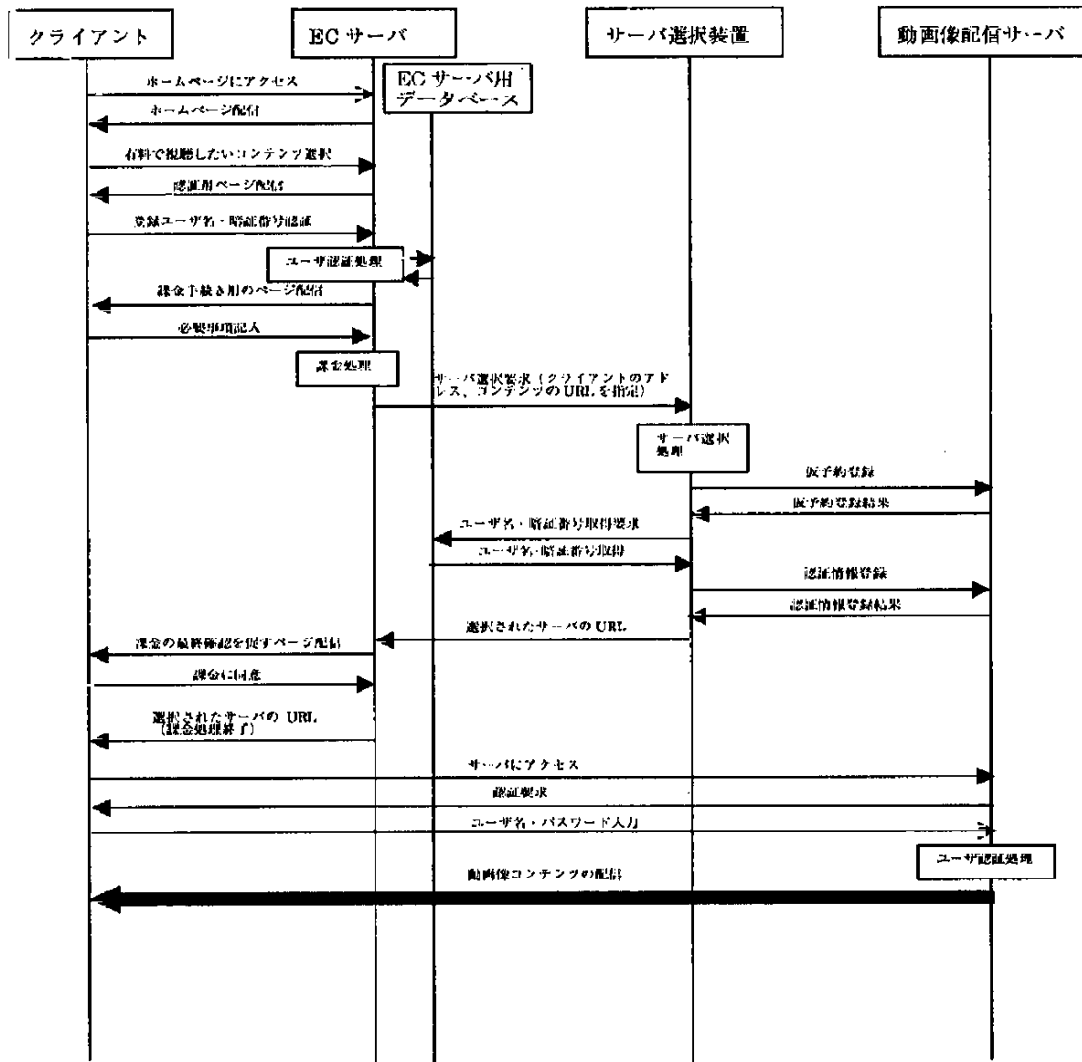 クライアント
ECサーバ
サーバ選択装置
動画像配信サーバ
ECサーバ用
データベース
ホームページにアクセス
ホームページ配信
有料で視聴したいコンテンツ選択
認証用ページ配信
登録ユーザ名・暗証番号認証
ユーザ認証処理
課金手続き用のページ配信
必要事項記入
課金処理
サーバ選択要求(クライアントのアド
レス、コンテンツのURLを指定)
サーバ選択
処理
仮予約登録
仮予約登録結果
ユーザ名・暗証番号取得要求
ユーザ名・暗証番号取得
認証情報登録
認証情報登録結果
選択されたサーバのURL
課金の最終確認を促すページ配信
課金に同意
選択されたサーバの URL
(課金処理終了)
サーバにアクセス
認証要求
ユーザ名・パスワード入力
ユーザ認証処理
動画像コンテンツの配信